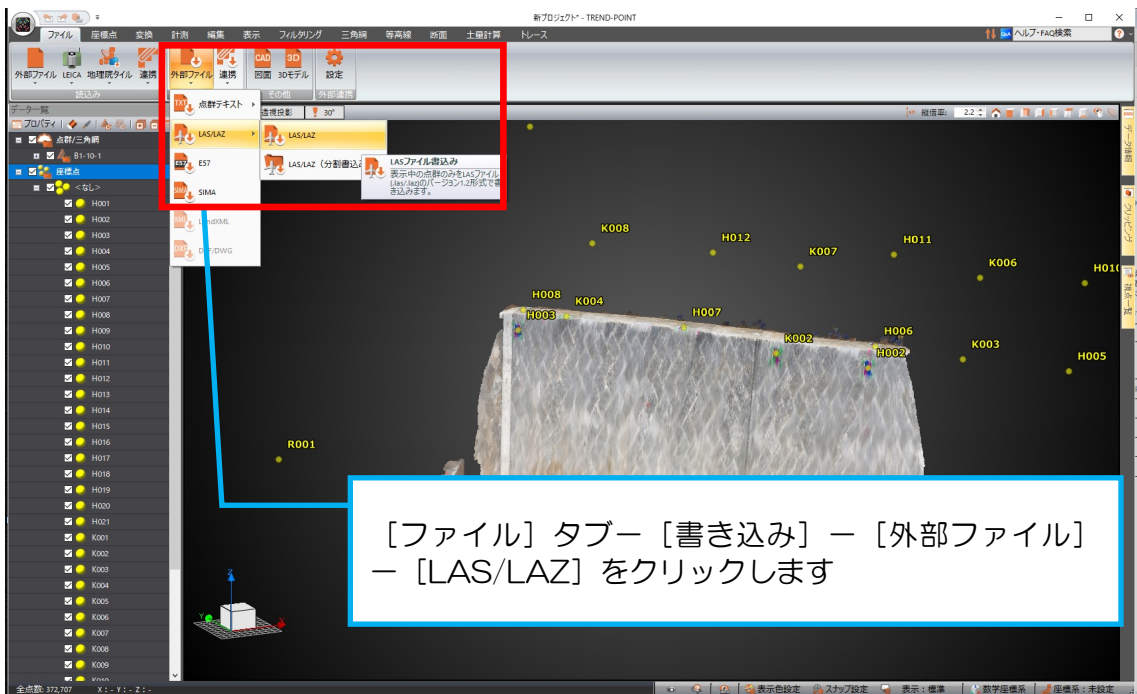 新プロジェクト* - TREND-POINT
ファイル 座標点 変換 計測 編集 表示 フィルタリング 三角網 等高線 断面 土量計算 トレース ヘルプ・FAQ検索
外部ファイル LEICA 地理院タイル 連携 外部ファイル 連携 図面 3Dモデル 設定
読込み その他 外部連携
データ一覧 透視投影 30° 縦倍率: 2.2
プロパティ
点群/三角網
B1-10-1
座標点
<なし>
H001
H002
H003
H004
H005
H006
H007
H008
H009
H010
H011
H012
H013
H014
H015
H016
H017
H018
H019
H020
H021
K001
K002
K003
K004
K005
K006
K007
K008
K009
K010
TXT 点群テキスト
LAS/LAZ
E57
SIMA
LandXML
DXF/DWG
LAS/LAZ
LAS/LAZ(分割書込み
LASファイル書込み
表示中の点群のみをLASファイル
(.las/.laz)のバージョン1.2形式で書
き込みます。
データ情報
クリッピング
視点一覧
K008
H012
K007
H011
K006
H010
H008
K004
H003
H007
K002
H006
H002
K003
H005
R001
[ファイル]タブー[書き込み]ー[外部ファイル]
ー[LAS/LAZ]をクリックします
Z
Y
X
全点数: 372,707 X : - Y : - Z : - 表示色設定 スナップ設定 表示 : 標準 数学座標系 座標系 : 未設定